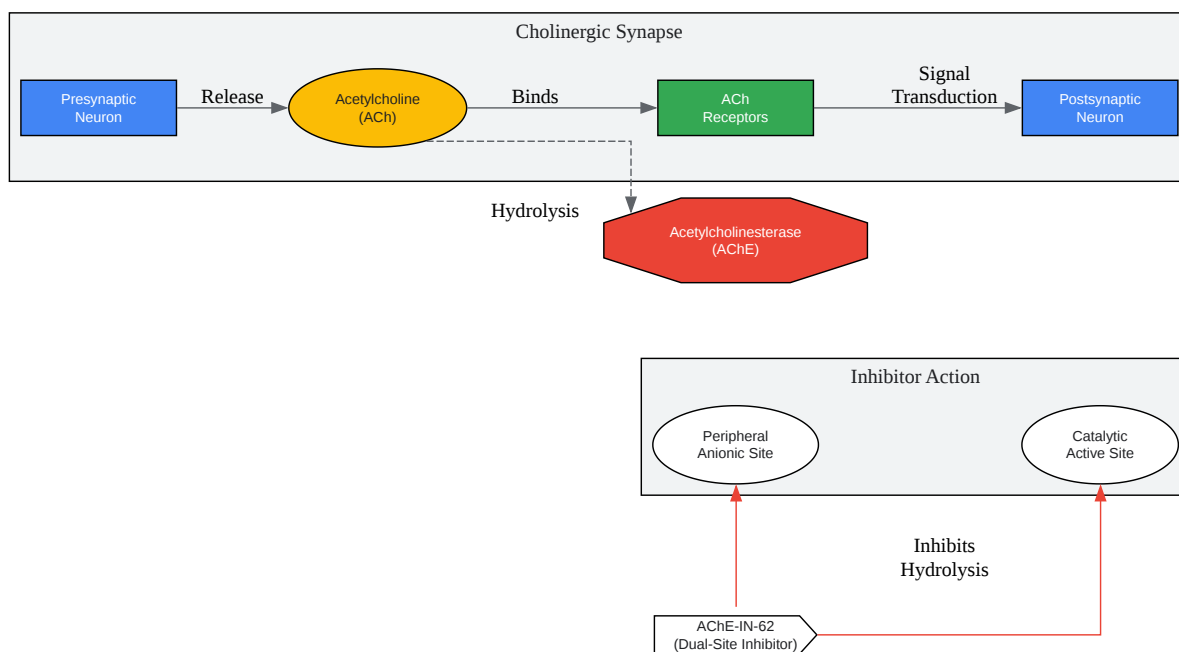 Cholinergic Synapse
Presynaptic
Neuron
Release
Acetylcholine
(ACh)
Binds
ACh
Receptors
Signal
Transduction
Postsynaptic
Neuron
Hydrolysis
Acetylcholinesterase
(AChE)
Inhibitor Action
Peripheral
Anionic Site
Catalytic
Active Site
Inhibits
Hydrolysis
AChE-IN-62
(Dual-Site Inhibitor)